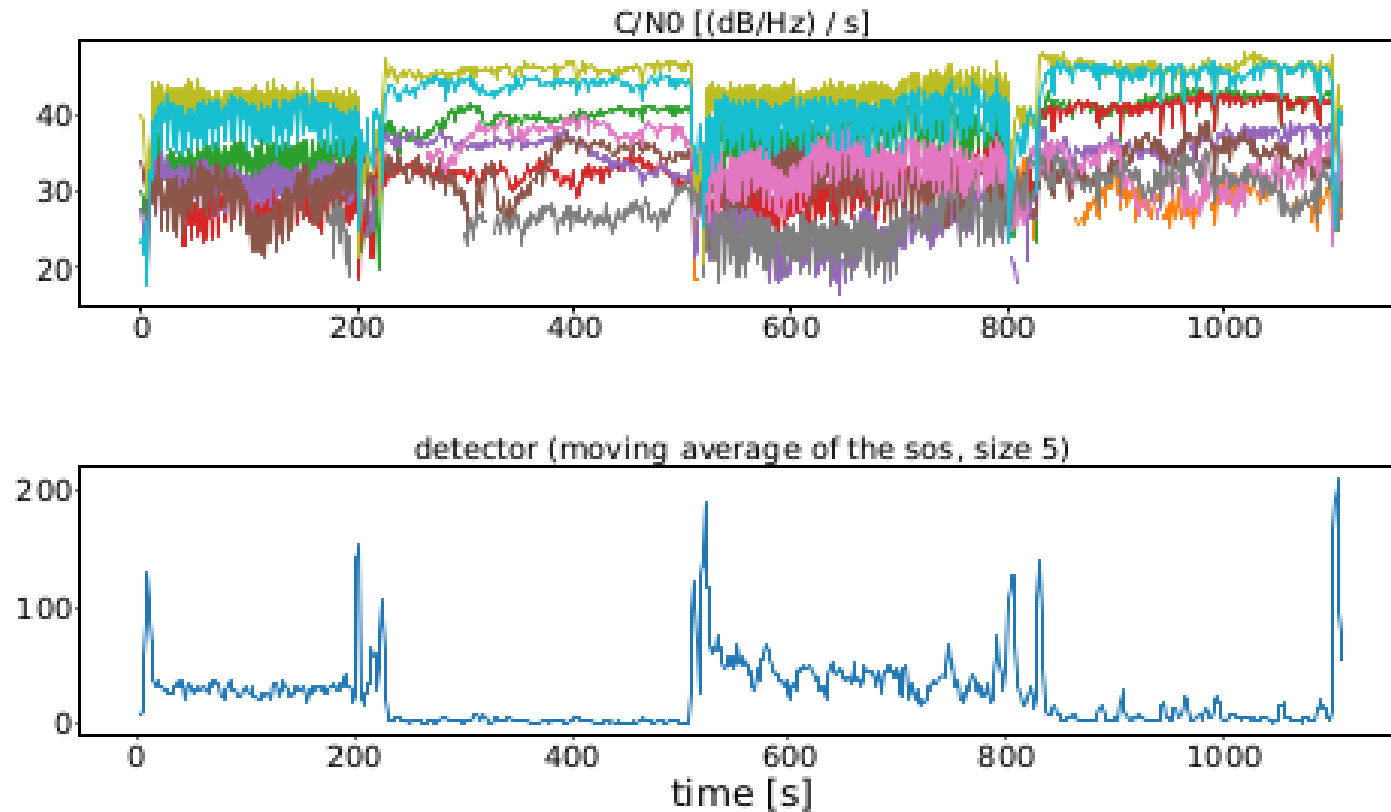 C/N0 [(dB/Hz) / s]
40
30
20
0 200 400 600 800 1000
detector (moving average of the sos, size 5)
200
100
0
0 200 400 600 800 1000
time [s]